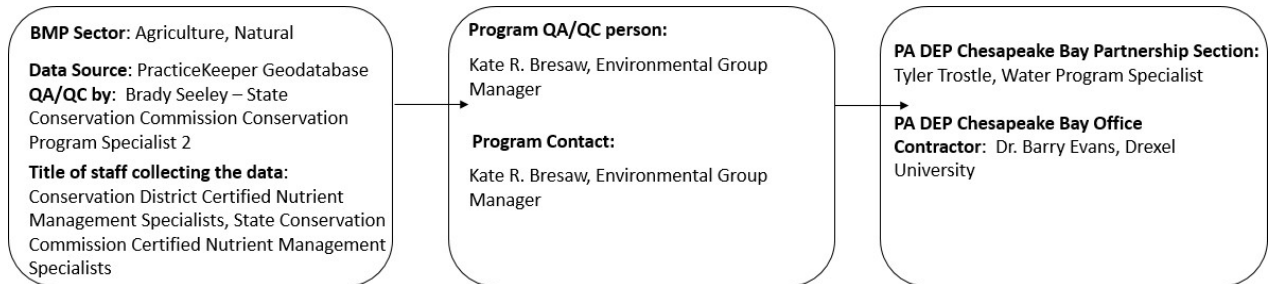 BMP Sector: Agriculture, Natural
Data Source: PracticeKeeper Geodatabase
QA/QC by: Brady Seeley – State
Conservation Commission Conservation
Program Specialist 2
Title of staff collecting the data:
Conservation District Certified Nutrient
Management Specialists, State Conservation
Commission Certified Nutrient Management
Specialists
Program QA/QC person:
Kate R. Bresaw, Environmental Group
Manager
Program Contact:
Kate R. Bresaw, Environmental Group
Manager
PA DEP Chesapeake Bay Partnership Section:
Tyler Trostle, Water Program Specialist
PA DEP Chesapeake Bay Office
Contractor: Dr. Barry Evans, Drexel
University